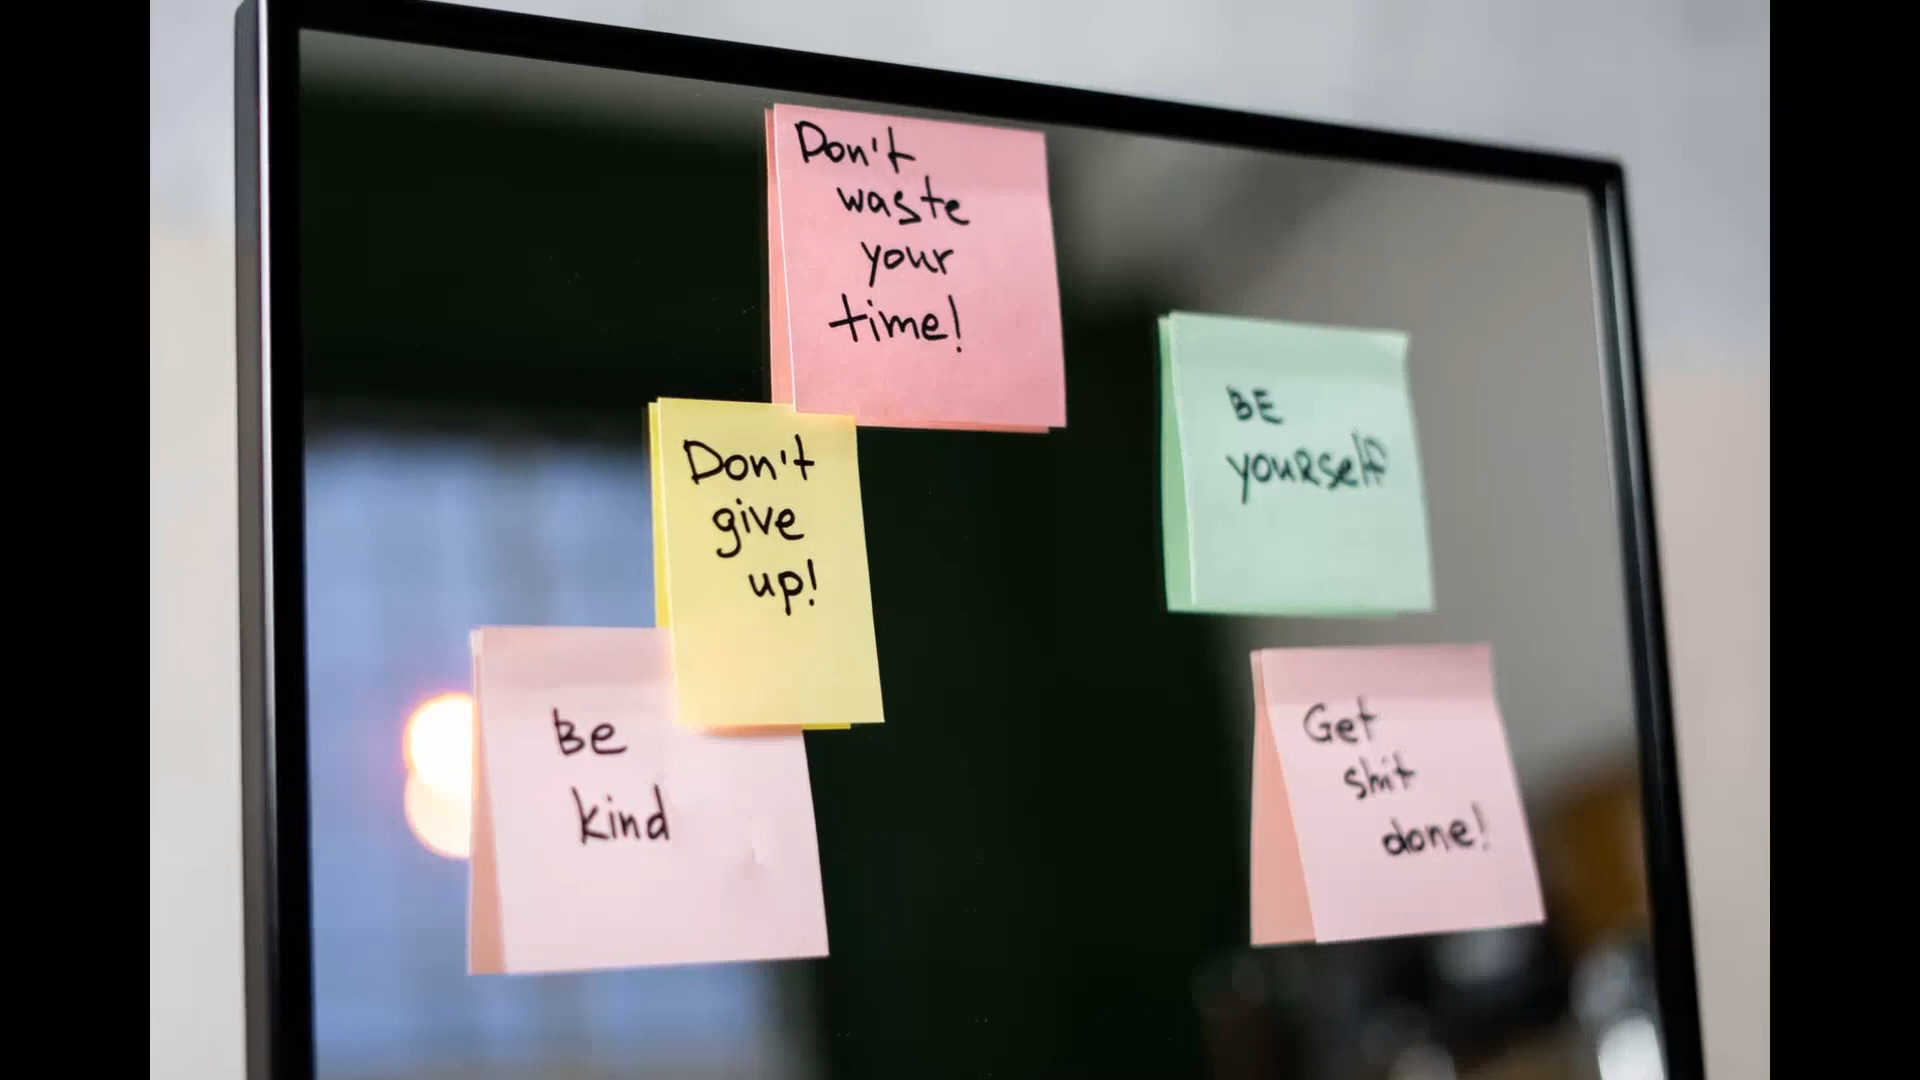 Don't
waste
your
time!
Don't
give
up!
BE
youRself
Be
kind
Get
shit
done!